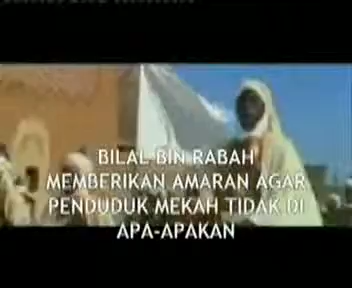 BILAL BIN RABAH
MEMBERIKAN AMARAN AGAR
PENDUDUK MEKAH TIDAK DI
APA-APAKAN